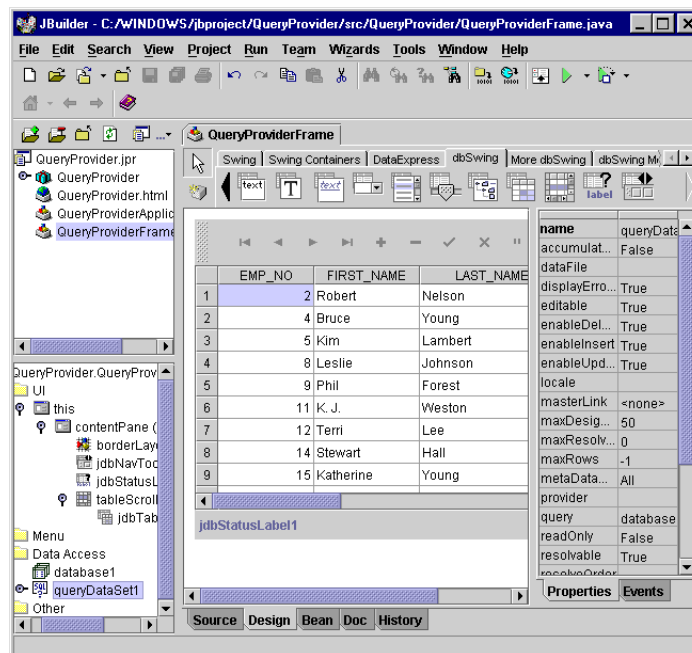 JBuilder - C:/WINDOWS/jbproject/QueryProvider/src/QueryProvider/QueryProviderFrame.java
File Edit Search View Project Run Team Wizards Tools Window Help
QueryProviderFrame
QueryProvider.jpr
QueryProvider
QueryProvider.html
QueryProviderApplic
QueryProviderFrame
Swing Swing Containers DataExpress dbSwing More dbSwing dbSwing M
text T text label
EMP_NO FIRST_NAME LAST_NAME
1 2 Robert Nelson
2 4 Bruce Young
3 5 Kim Lambert
4 8 Leslie Johnson
5 9 Phil Forest
6 11 K. J. Weston
7 12 Terri Lee
8 14 Stewart Hall
9 15 Katherine Young
jdbStatusLabel1
name queryData
accumulat... False
dataFile
displayErro... True
editable True
enableDel... True
enableInsert True
enableUpd... True
locale
masterLink <none>
maxDesig... 50
maxResolv... 0
maxRows -1
metaData... All
provider
query database
readOnly False
resolvable True
resolveOrder
QueryProvider.QueryProv
UI
this
contentPane (
borderLay
jdbNavToo
jdbStatusL
tableScroll
jdbTab
Menu
Data Access
database1
SQL queryDataSet1
Other
Source Design Bean Doc History
Properties Events